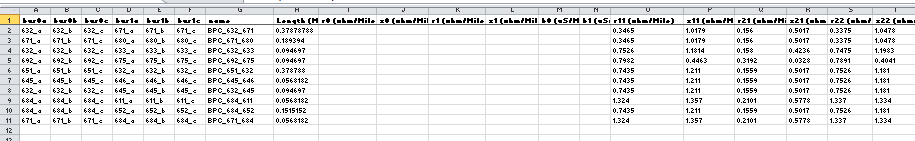 A B C D E F G H I J K L M N O P Q R S T
1 bus0a bus0b bus0c bus1a bus1b bus1c name Length (M r0 (ohm/Mile x0 (ohm/Mil r1 (ohm/Mile x1 (ohm/Mil b0 (uS/M b1 (uS/ r11 (ohm/Mile) x11 (ohm/M r21 (ohm/Mi x21 (ohm/M r22 (ohm/ x22 (ohm
2 632_a 632_b 632_c 671_a 671_b 671_c BPC_632_671 0.37878788 0.3465 1.0179 0.156 0.5017 0.3375 1.0478
3 671_a 671_b 671_c 680_a 680_b 680_c BPC_671_680 0.189394 0.3465 1.0179 0.156 0.5017 0.3375 1.0478
4 632_a 632_b 632_c 633_a 633_b 633_c BPC_632_633 0.094697 0.7526 1.1814 0.158 0.4236 0.7475 1.1983
5 692_a 692_b 692_c 675_a 675_b 675_c BPC_692_675 0.094697 0.7982 0.4463 0.3192 0.0328 0.7891 0.4041
6 651_a 651_b 651_c 632_a 632_b 632_c BPC_651_632 0.378788 0.7435 1.211 0.1559 0.5017 0.7526 1.181
7 645_a 645_b 645_c 646_a 646_b 646_c BPC_645_646 0.0568182 0.7435 1.211 0.1559 0.5017 0.7526 1.181
8 632_a 632_b 632_c 645_a 645_b 645_c BPC_632_645 0.094697 0.7435 1.211 0.1559 0.5017 0.7526 1.181
9 684_a 684_b 684_c 611_a 611_b 611_c BPC_684_611 0.0568182 1.324 1.357 0.2101 0.5778 1.337 1.334
10 684_a 684_b 684_c 652_a 652_b 652_c BPC_684_652 0.1515152 0.7435 1.211 0.1559 0.5017 0.7526 1.181
11 671_a 671_b 671_c 684_a 684_b 684_c BPC_671_684 0.0568182 1.324 1.357 0.2101 0.5778 1.337 1.334
12